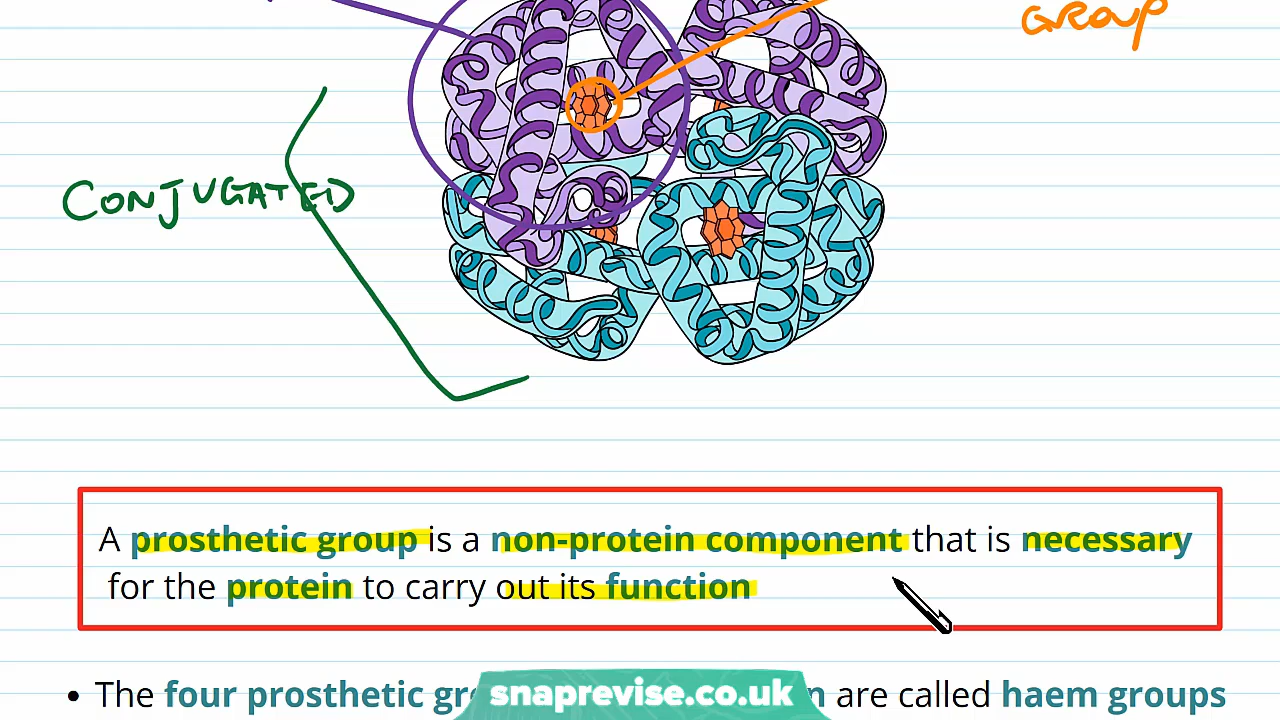 GROUP
CONJUGATED
A prosthetic group is a non-protein component that is necessary
for the protein to carry out its function
• The four prosthetic are called haem groups
snaprevise.co.uk